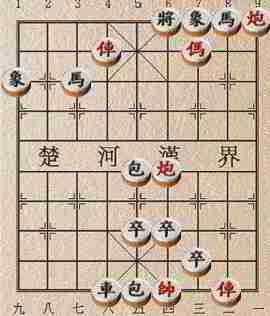 1 2 3 4 5 6 7 8 9
將 象 馬 炮
俥 傌
象 馬
楚 河 漢 界
包 炮
卒 卒
卒
車 包 帥 俥
九 八 七 六 五 四 三 二 一